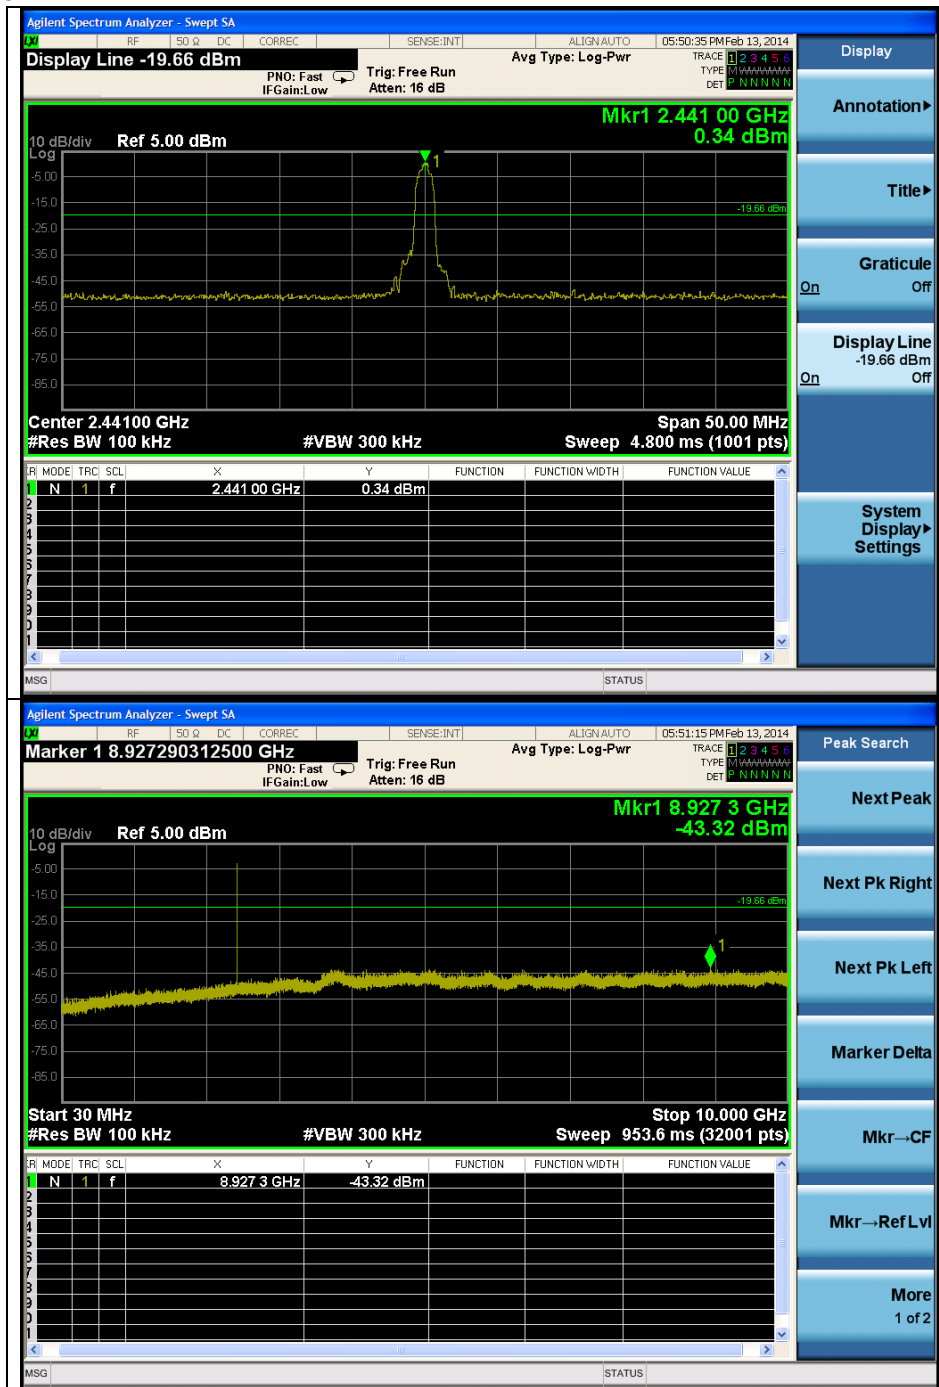 Agilent Spectrum Analyzer - Swept SA
LXI RF 50 Ω DC CORREC SENSE:INT ALIGN AUTO 05:50:35 PM Feb 13, 2014
Display Line -19.66 dBm
Avg Type: Log-Pwr
TRACE 1 2 3 4 5 6
TYPE
DET P N N N N N
PNO: Fast
IFGain:Low
Trig: Free Run
Atten: 16 dB
Mkr1 2.441 00 GHz
0.34 dBm
10 dB/div
Log
Ref 5.00 dBm
-5.00
-15.0
-19.66 dBm
-25.0
-35.0
-45.0
-55.0
-65.0
-75.0
-85.0
1
Center 2.44100 GHz
Span 50.00 MHz
#Res BW 100 kHz
#VBW 300 kHz
Sweep 4.800 ms (1001 pts)
MODE TRC SCL X Y FUNCTION FUNCTION WIDTH FUNCTION VALUE
1 N 1 f 2.441 00 GHz 0.34 dBm
MSG STATUS
Display
Annotation
Title
Graticule
On Off
Display Line
-19.66 dBm
On Off
System
Display
Settings
Agilent Spectrum Analyzer - Swept SA
LXI RF 50 Ω DC CORREC SENSE:INT ALIGN AUTO 05:51:15 PM Feb 13, 2014
Marker 1 8.927290312500 GHz
Avg Type: Log-Pwr
TRACE 1 2 3 4 5 6
TYPE
DET P N N N N N
PNO: Fast
IFGain:Low
Trig: Free Run
Atten: 16 dB
Mkr1 8.927 3 GHz
-43.32 dBm
10 dB/div
Log
Ref 5.00 dBm
-5.00
-15.0
-19.66 dBm
-25.0
-35.0
-45.0
-55.0
-65.0
-75.0
-85.0
1
Start 30 MHz
Stop 10.000 GHz
#Res BW 100 kHz
#VBW 300 kHz
Sweep 953.6 ms (32001 pts)
MODE TRC SCL X Y FUNCTION FUNCTION WIDTH FUNCTION VALUE
1 N 1 f 8.927 3 GHz -43.32 dBm
MSG STATUS
Peak Search
Next Peak
Next Pk Right
Next Pk Left
Marker Delta
Mkr→CF
Mkr→Ref Lvl
More
1 of 2